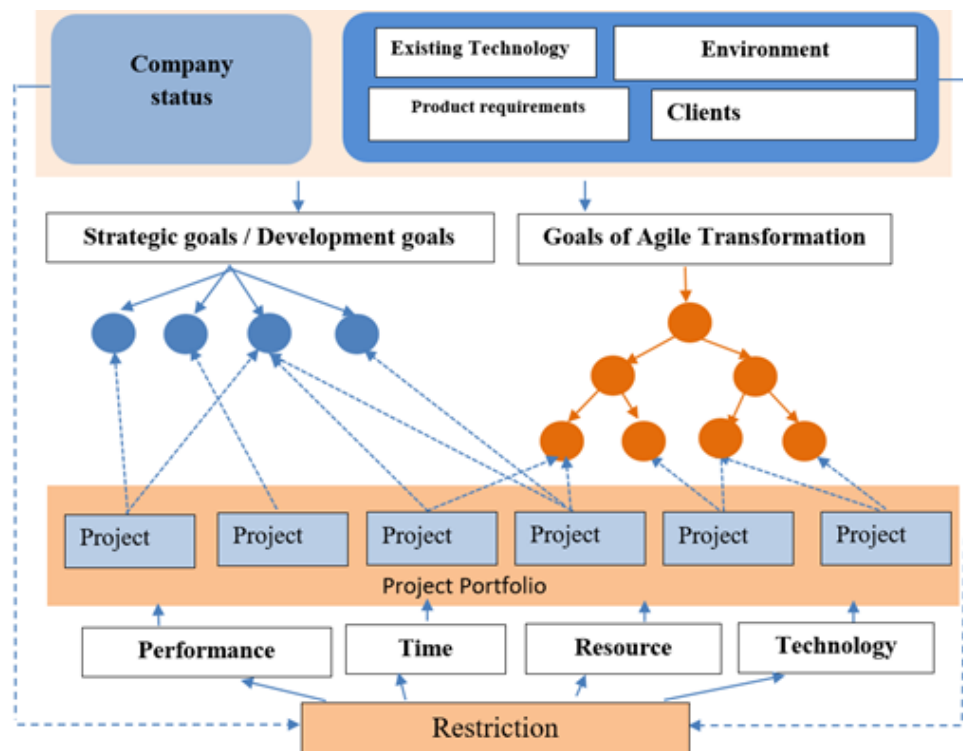 Company
status
Existing Technology
Environment
Product requirements
Clients
Strategic goals / Development goals
Goals of Agile Transformation
Project
Project
Project
Project
Project
Project
Project Portfolio
Performance
Time
Resource
Technology
Restriction